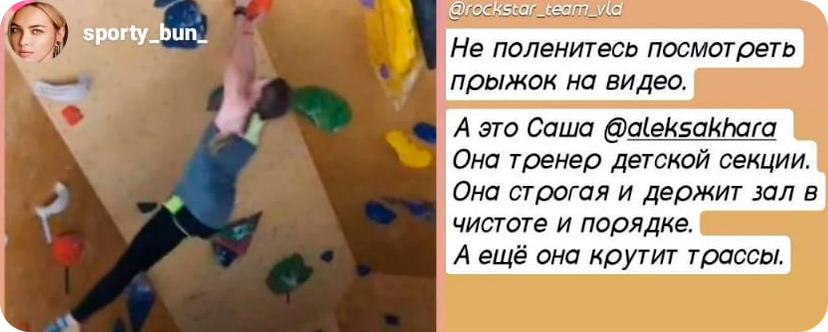 sporty_bun_
@rockstar_team_vld
Не поленитесь посмотреть
прыжок на видео.
А это Саша @aleksakhara
Она тренер детской секции.
Она строгая и держит зал в
чистоте и порядке.
А ещё она крутит трассы.